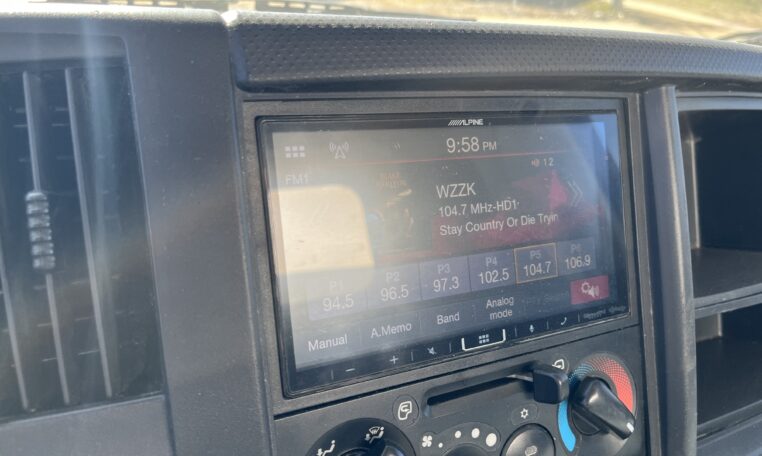 ALPINE
9:58 PM
FM1
12
WZZK
104.7 MHz-HD1
Stay Country Or Die Tryin
P1 P2 P3 P4 P5 P6
94.5 96.5 97.3 102.5 104.7 106.9
Manual A.Memo Band Analog mode